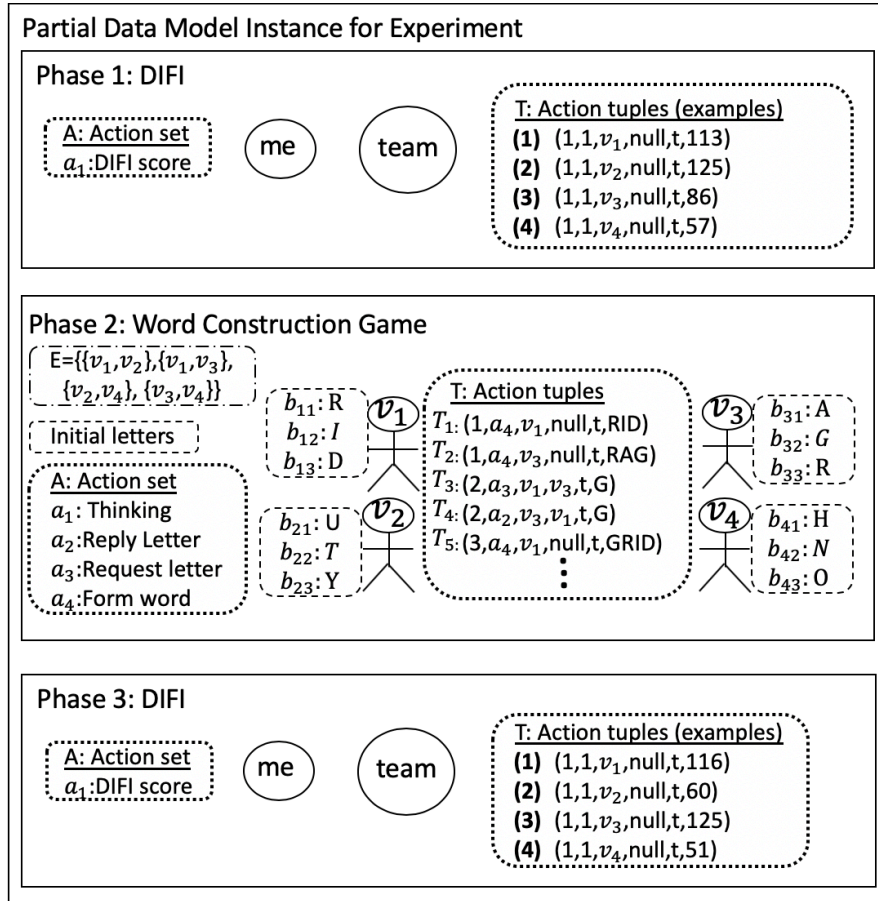 Partial Data Model Instance for Experiment
Phase 1: DIFI
A: Action set
a₁:DIFI score
me
team
T: Action tuples (examples)
(1) (1,1,v₁,null,t,113)
(2) (1,1,v₂,null,t,125)
(3) (1,1,v₃,null,t,86)
(4) (1,1,v₄,null,t,57)
Phase 2: Word Construction Game
E={{v₁,v₂},{v₁,v₃},
{v₂,v₄}, {v₃,v₄}}
Initial letters
A: Action set
a₁: Thinking
a₂:Reply Letter
a₃:Request letter
a₄:Form word
b₁₁: R
b₁₂: I
b₁₃: D
v₁
b₂₁: U
b₂₂: T
b₂₃: Y
v₂
T: Action tuples
T₁:(1,a₄,v₁,null,t,RID)
T₂:(1,a₄,v₃,null,t,RAG)
T₃:(2,a₃,v₁,v₃,t,G)
T₄:(2,a₂,v₃,v₁,t,G)
T₅:(3,a₄,v₁,null,t,GRID)
⋮
v₃
b₃₁: A
b₃₂: G
b₃₃: R
v₄
b₄₁: H
b₄₂: N
b₄₃: O
Phase 3: DIFI
A: Action set
a₁:DIFI score
me
team
T: Action tuples (examples)
(1) (1,1,v₁,null,t,116)
(2) (1,1,v₂,null,t,60)
(3) (1,1,v₃,null,t,125)
(4) (1,1,v₄,null,t,51)